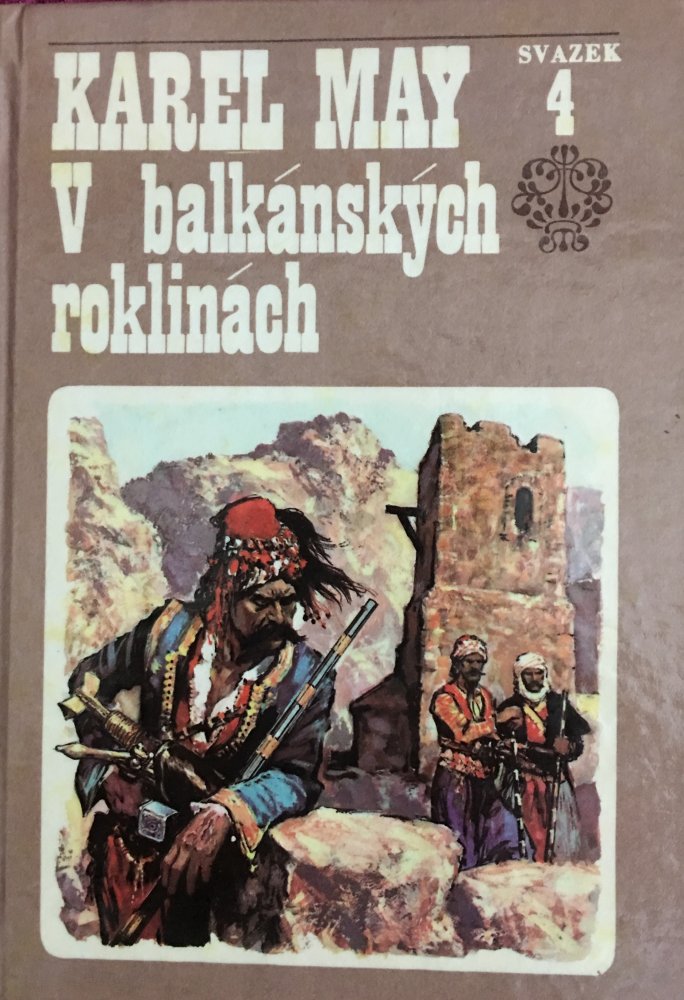 KAREL MAY
SVAZEK
4
V balkánských
roklinách